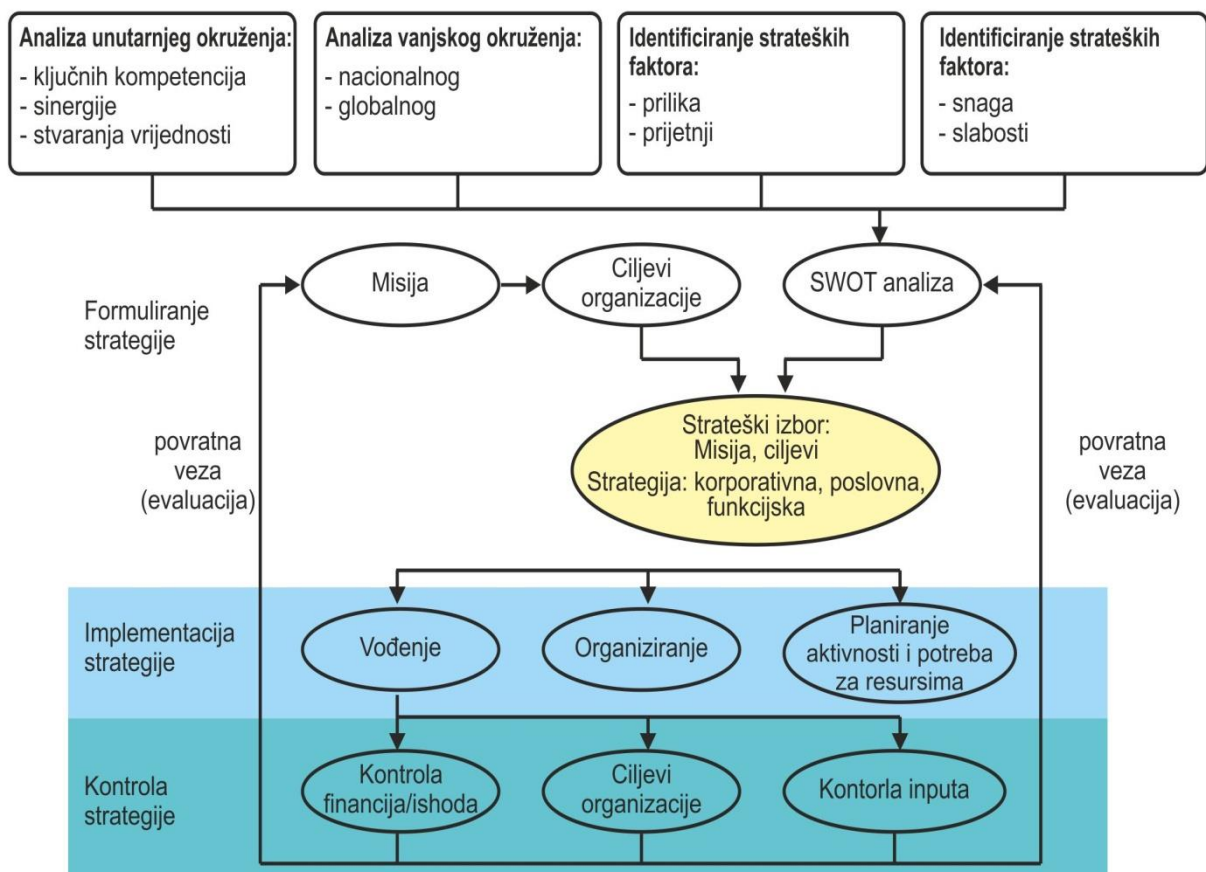 Analiza unutarnjeg okruženja:
- ključnih kompetencija
- sinergije
- stvaranja vrijednosti
Analiza vanjskog okruženja:
- nacionalnog
- globalnog
Identificiranje strateških
faktora:
- prilika
- prijetnji
Identificiranje strateških
faktora:
- snaga
- slabosti
Formuliranje
strategije
Misija
Ciljevi
organizacije
SWOT analiza
povratna
veza
(evaluacija)
Strateški izbor:
Misija, ciljevi
Strategija: korporativna, poslovna,
funkcijska
povratna
veza
(evaluacija)
Implementacija
strategije
Vođenje
Organiziranje
Planiranje
aktivnosti i potreba
za resursima
Kontrola
strategije
Kontrola
financija/ishoda
Ciljevi
organizacije
Kontorla inputa